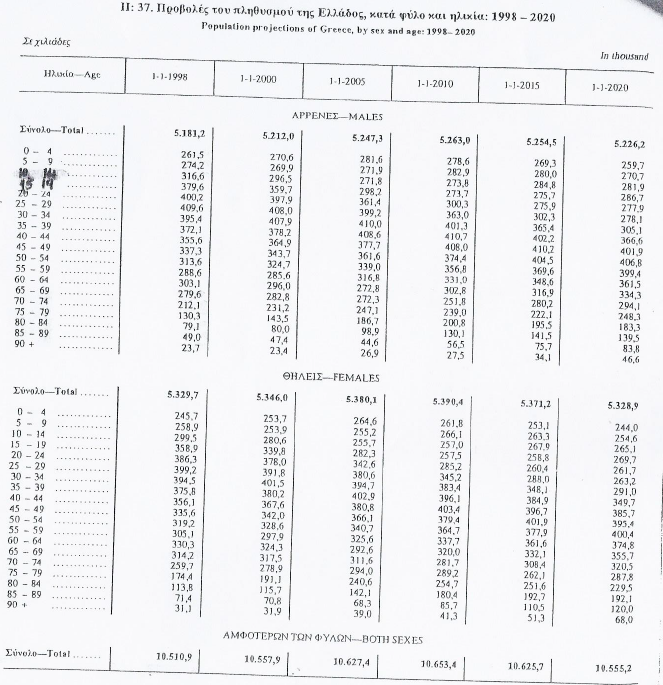 Π: 37. Προβολές του πληθυσμού της Ελλάδος, κατά φύλο και ηλικία: 1998 – 2020
Population projections of Greece, by sex and age: 1998– 2020
Σε χιλιάδες In thousand
Ηλικία—Age 1-1-1998 1-1-2000 1-1-2005 1-1-2010 1-1-2015 1-1-2020
ΑΡΡΕΝΕΣ—MALES
Σύνολο—Total ....... 5.181,2 5.212,0 5.247,3 5.263,0 5.254,5 5.226,2
0 – 4 ............... 261,5 270,6 281,6 278,6 269,3 259,7
5 – 9 ............... 274,2 269,9 271,9 282,9 280,0 270,7
10 14 ............... 316,6 296,5 271,8 273,8 284,8 281,9
15 19 ............... 379,6 359,7 298,2 273,7 275,7 286,7
20 – 24 ............... 400,2 397,9 361,4 300,3 275,9 277,9
25 – 29 ............... 409,6 408,0 399,2 363,0 302,3 278,1
30 – 34 ............... 395,4 407,9 410,0 401,3 365,4 305,1
35 – 39 ............... 372,1 378,2 408,6 410,7 402,2 366,6
40 – 44 ............... 355,6 364,9 377,7 408,0 410,2 401,9
45 – 49 ............... 337,3 343,7 361,6 374,4 404,5 406,8
50 – 54 ............... 313,6 324,7 339,0 356,8 369,6 399,4
55 – 59 ............... 288,6 285,6 316,8 331,0 348,6 361,5
60 – 64 ............... 303,1 296,0 272,8 302,8 316,9 334,3
65 – 69 ............... 279,6 282,8 272,3 251,8 280,2 294,1
70 – 74 ............... 212,1 231,2 247,1 239,0 222,1 248,3
75 – 79 ............... 130,3 143,5 186,7 200,8 195,5 183,3
80 – 84 ............... 79,1 80,0 98,9 130,1 141,5 139,5
85 – 89 ............... 49,0 47,4 44,6 56,5 75,7 83,8
90 + ............... 23,7 23,4 26,9 27,5 34,1 46,6
ΘΗΛΕΙΣ—FEMALES
Σύνολο—Total ....... 5.329,7 5.346,0 5.380,1 5.390,4 5.371,2 5.328,9
0 – 4 ............... 245,7 253,7 264,6 261,8 253,1 244,0
5 – 9 ............... 258,9 253,9 255,2 266,1 263,3 254,6
10 – 14 ............... 299,5 280,6 255,7 257,0 267,9 265,1
15 – 19 ............... 358,9 339,8 282,3 257,5 258,8 269,7
20 – 24 ............... 386,3 378,0 342,6 285,2 260,4 261,7
25 – 29 ............... 399,2 391,8 380,6 345,2 288,0 263,2
30 – 34 ............... 394,5 401,5 394,7 383,4 348,1 291,0
35 – 39 ............... 375,8 380,2 402,9 396,1 384,9 349,7
40 – 44 ............... 356,1 367,6 380,8 403,4 396,7 385,7
45 – 49 ............... 335,6 342,0 366,1 379,4 401,9 395,4
50 – 54 ............... 319,2 328,6 340,7 364,7 377,9 400,4
55 – 59 ............... 305,1 297,9 325,6 337,7 361,6 374,8
60 – 64 ............... 330,3 324,3 292,6 320,0 332,1 355,7
65 – 69 ............... 314,2 317,5 311,6 281,7 308,4 320,5
70 – 74 ............... 259,7 278,9 294,0 289,2 262,1 287,8
75 – 79 ............... 174,4 191,1 240,6 254,7 251,6 229,5
80 – 84 ............... 113,8 115,7 142,1 180,4 192,7 192,1
85 – 89 ............... 71,4 70,8 68,3 85,7 110,5 120,0
90 + ............... 31,1 31,9 39,0 41,3 51,3 68,0
ΑΜΦΟΤΕΡΩΝ ΤΩΝ ΦΥΛΩΝ—BOTH SEXES
Σύνολο—Total ....... 10.510,9 10.557,9 10.627,4 10.653,4 10.625,7 10.555,2